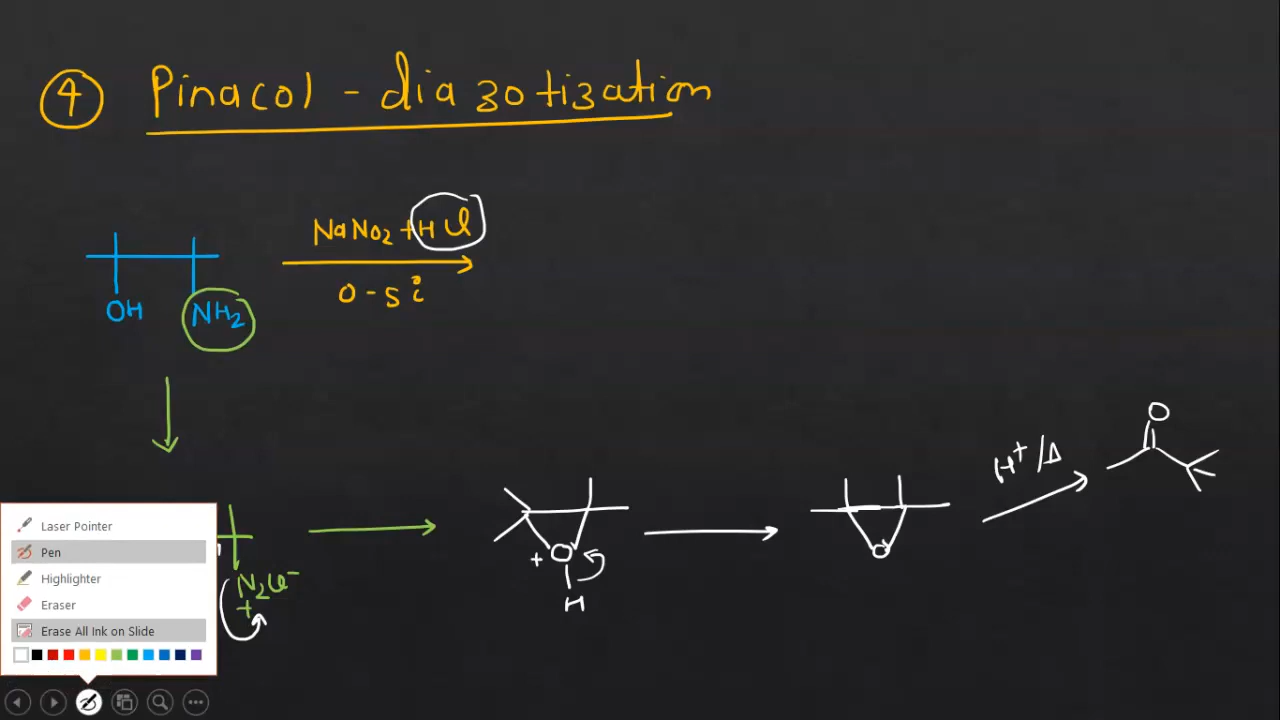 4 Pinacol - diazotization
NaNO2 + HCl
0 - 5
OH
NH2
O
H+/Δ
N2Cl-
+
+ O
O
H
Laser Pointer
Pen
Highlighter
Eraser
Erase All Ink on Slide